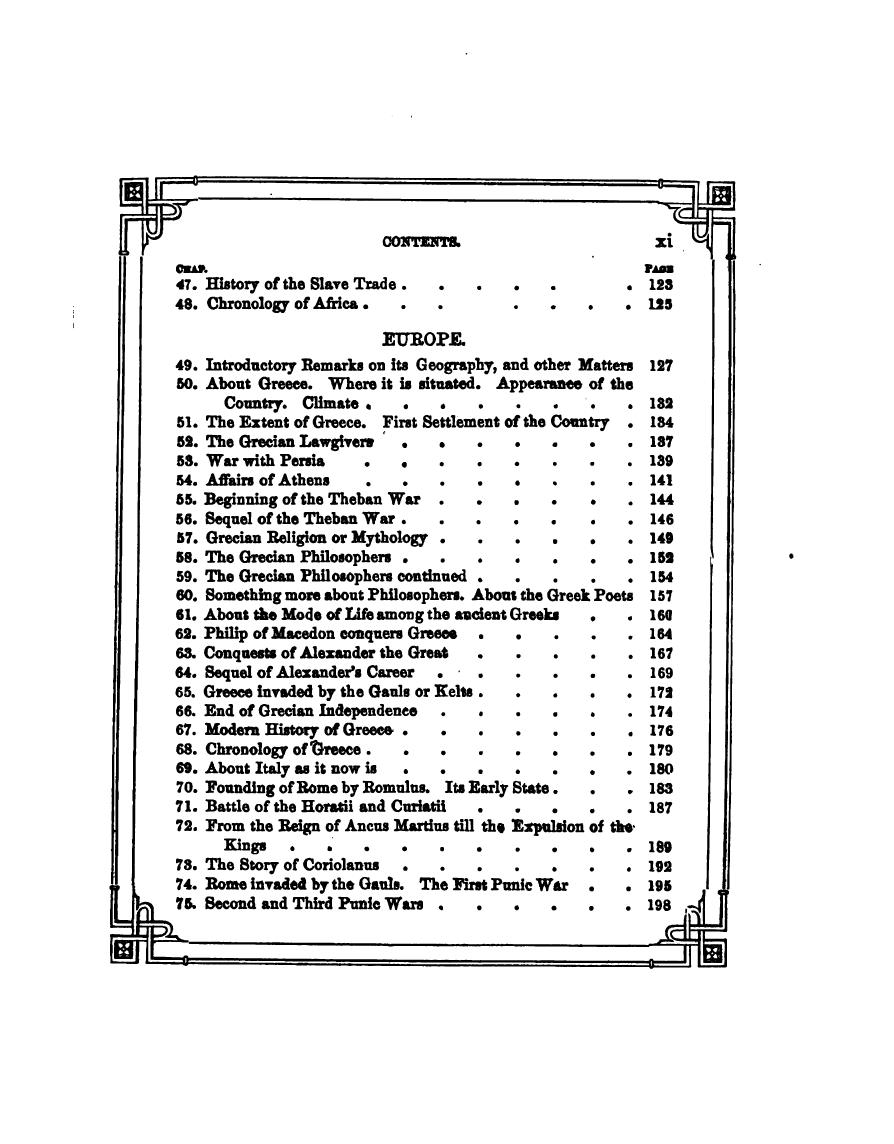 CONTENTS. xi
CHAP. PAGE
47. History of the Slave Trade . . . . . . 123
48. Chronology of Africa . . . . . . . 125
EUROPE.
49. Introductory Remarks on its Geography, and other Matters 127
50. About Greece. Where it is situated. Appearance of the
Country. Climate . . . . . . . . 132
51. The Extent of Greece. First Settlement of the Country . 134
52. The Grecian Lawgivers . . . . . . . 137
53. War with Persia . . . . . . . . 139
54. Affairs of Athens . . . . . . . . 141
55. Beginning of the Theban War . . . . . . 144
56. Sequel of the Theban War . . . . . . . 146
57. Grecian Religion or Mythology . . . . . . 149
58. The Grecian Philosophers . . . . . . . 152
59. The Grecian Philosophers continued . . . . . 154
60. Something more about Philosophers. About the Greek Poets 157
61. About the Mode of Life among the ancient Greeks . . 160
62. Philip of Macedon conquers Greece . . . . . 164
63. Conquests of Alexander the Great . . . . . 167
64. Sequel of Alexander's Career . . . . . . 169
65. Greece invaded by the Gauls or Kelts . . . . . 172
66. End of Grecian Independence . . . . . . 174
67. Modern History of Greece . . . . . . . 176
68. Chronology of Greece . . . . . . . . 179
69. About Italy as it now is . . . . . . . 180
70. Founding of Rome by Romulus. Its Early State . . . 183
71. Battle of the Horatii and Curiatii . . . . . 187
72. From the Reign of Ancus Martius till the Expulsion of the
Kings . . . . . . . . . . 189
73. The Story of Coriolanus . . . . . . . 192
74. Rome invaded by the Gauls. The First Punic War . . 195
75. Second and Third Punic Wars . . . . . . 198